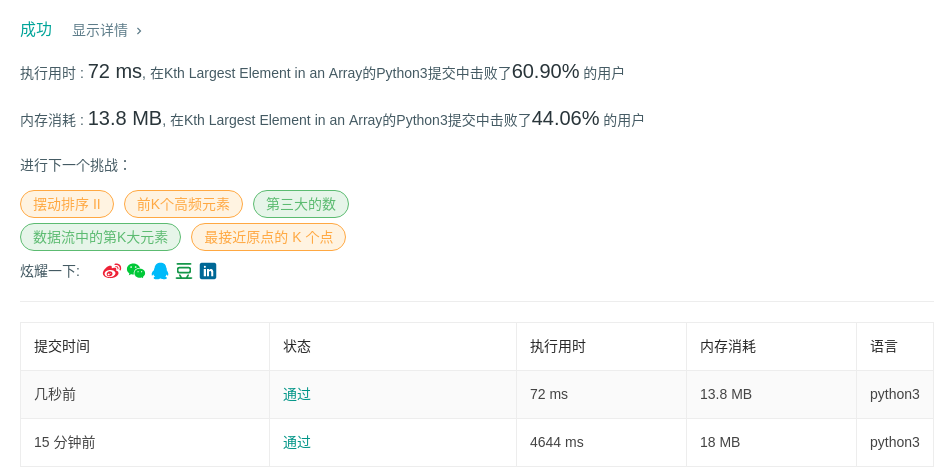 成功 显示详情 ›
执行用时 : 72 ms, 在Kth Largest Element in an Array的Python3提交中击败了60.90% 的用户
内存消耗 : 13.8 MB, 在Kth Largest Element in an Array的Python3提交中击败了44.06% 的用户
进行下一个挑战：
摆动排序 II 前K个高频元素 第三大的数
数据流中的第K大元素 最接近原点的 K 个点
炫耀一下: 豆 in
提交时间 状态 执行用时 内存消耗 语言
几秒前 通过 72 ms 13.8 MB python3
15 分钟前 通过 4644 ms 18 MB python3